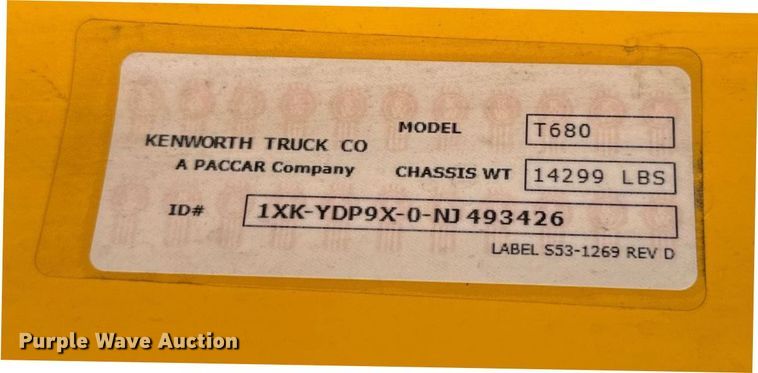 KENWORTH TRUCK CO
A PACCAR Company
MODEL T680
CHASSIS WT 14299 LBS
ID# 1XK-YDP9X-0-NJ 493426
LABEL S53-1269 REV D
Purple Wave Auction